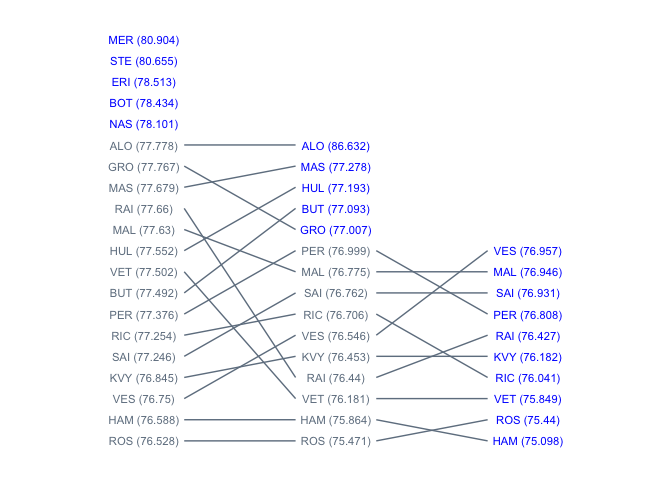 MER (80.904)
STE (80.655)
ERI (78.513)
BOT (78.434)
NAS (78.101)
ALO (77.778) ALO (86.632)
GRO (77.767) MAS (77.278)
MAS (77.679) HUL (77.193)
RAI (77.66) BUT (77.093)
MAL (77.63) GRO (77.007)
HUL (77.552) PER (76.999) VES (76.957)
VET (77.502) MAL (76.775) MAL (76.946)
BUT (77.492) SAI (76.762) SAI (76.931)
PER (77.376) RIC (76.706) PER (76.808)
RIC (77.254) VES (76.546) RAI (76.427)
SAI (77.246) KVY (76.453) KVY (76.182)
KVY (76.845) RAI (76.44) RIC (76.041)
VES (76.75) VET (76.181) VET (75.849)
HAM (76.588) HAM (75.864) ROS (75.44)
ROS (76.528) ROS (75.471) HAM (75.098)